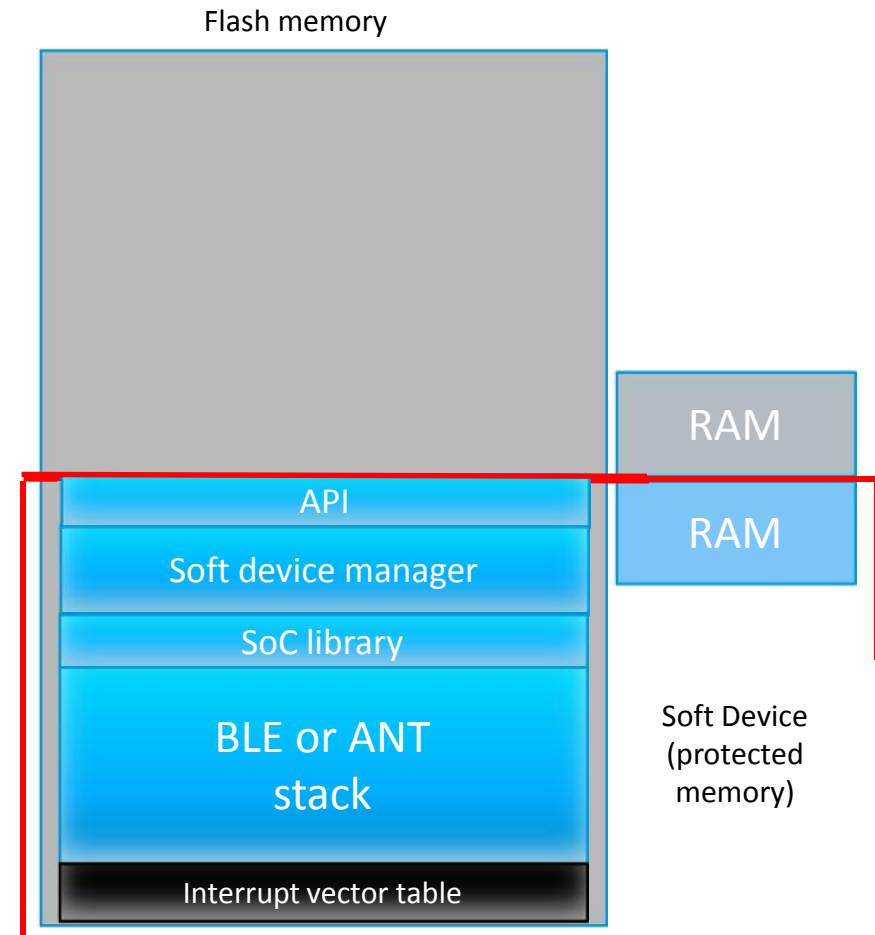 Flash memory
RAM
API
RAM
Soft device manager
SoC library
BLE or ANT
stack
Soft Device
(protected
memory)
Interrupt vector table